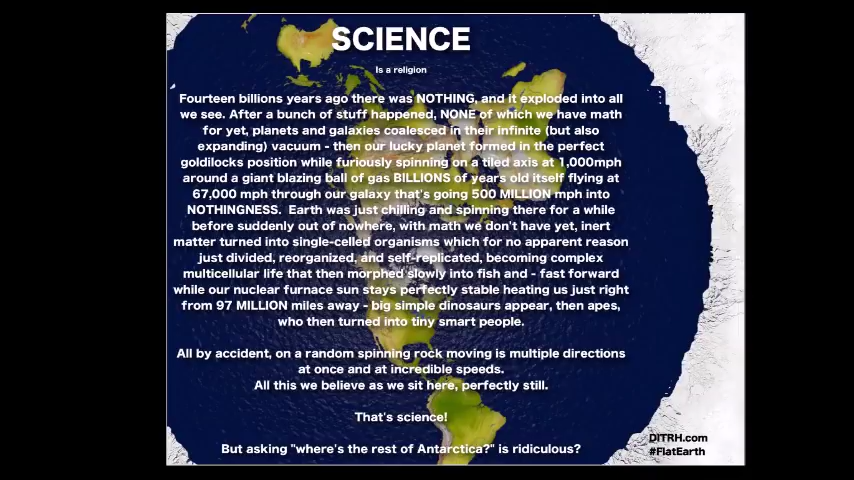 SCIENCE
Is a religion
Fourteen billions years ago there was NOTHING, and it exploded into all
we see. After a bunch of stuff happened, NONE of which we have math
for yet, planets and galaxies coalesced in their infinite (but also
expanding) vacuum - then our lucky planet formed in the perfect
goldilocks position while furiously spinning on a tiled axis at 1,000mph
around a giant blazing ball of gas BILLIONS of years old itself flying at
67,000 mph through our galaxy that's going 500 MILLION mph into
NOTHINGNESS. Earth was just chilling and spinning there for a while
before suddenly out of nowhere, with math we don't have yet, inert
matter turned into single-celled organisms which for no apparent reason
just divided, reorganized, and self-replicated, becoming complex
multicellular life that then morphed slowly into fish and - fast forward
while our nuclear furnace sun stays perfectly stable heating us just right
from 97 MILLION miles away - big simple dinosaurs appear, then apes,
who then turned into tiny smart people.
All by accident, on a random spinning rock moving is multiple directions
at once and at incredible speeds.
All this we believe as we sit here, perfectly still.
That's science!
But asking "where's the rest of Antarctica?" is ridiculous?
DITRH.com
#FlatEarth